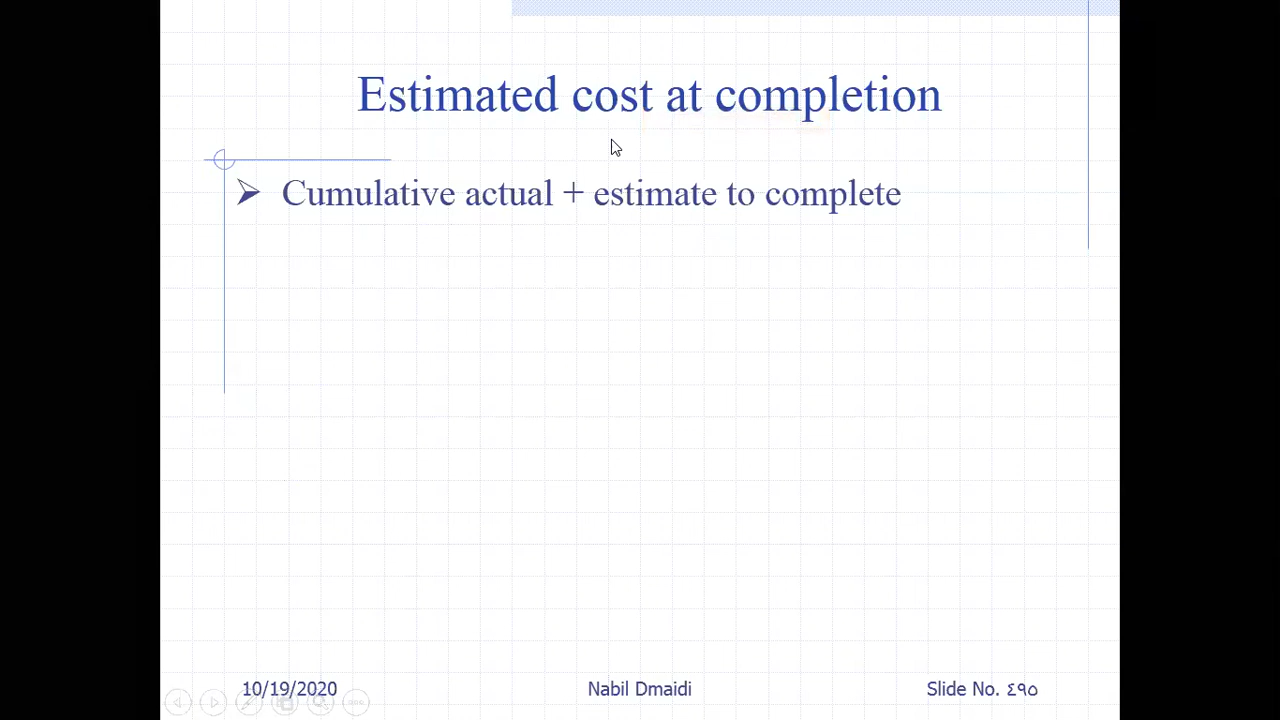 Estimated cost at completion
Cumulative actual + estimate to complete
10/19/2020
Nabil Dmaidi
Slide No. ٤٩٥